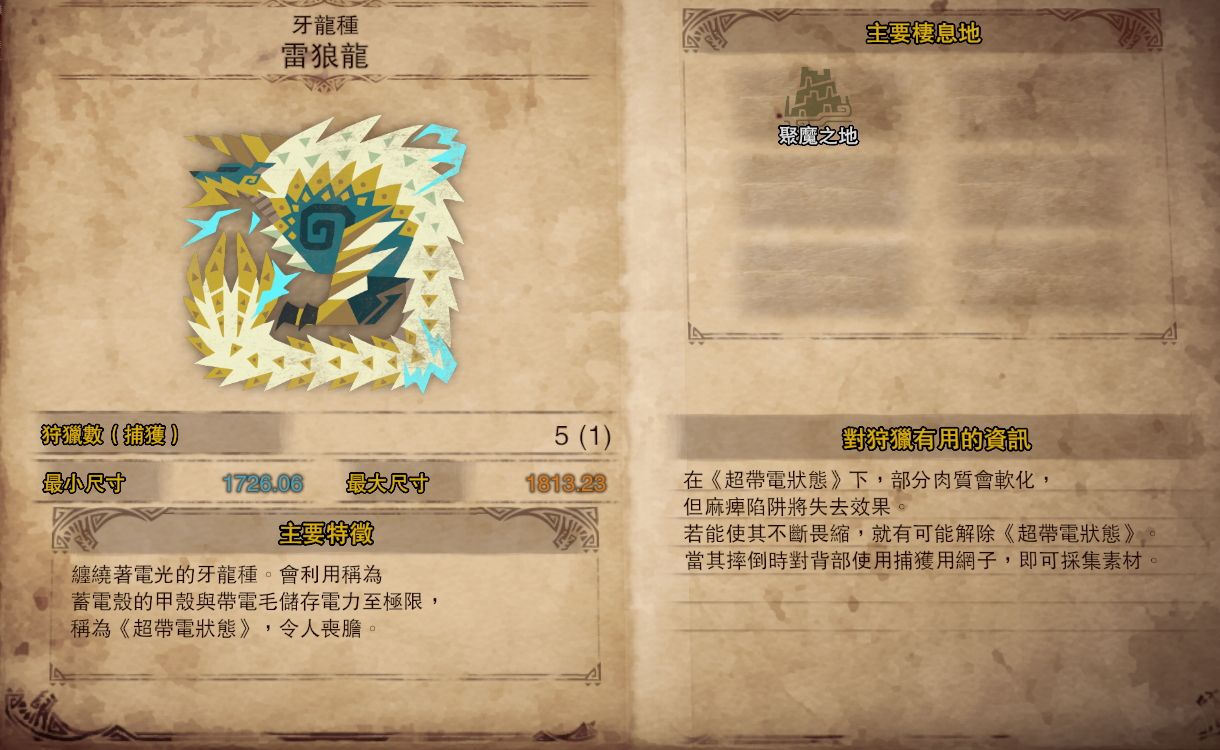 牙龍種
雷狼龍
狩獵數（捕獲）
5 (1)
最小尺寸
1726.06
最大尺寸
1813.23
主要特徵
纏繞著電光的牙龍種。會利用稱為
蓄電殼的甲殼與帶電毛儲存電力至極限，
稱為《超帶電狀態》，令人喪膽。
主要棲息地
聚魔之地
對狩獵有用的資訊
在《超帶電狀態》下，部分肉質會軟化，
但麻痺陷阱將失去效果。
若能使其不斷畏縮，就有可能解除《超帶電狀態》。
當其摔倒時對背部使用捕獲用網子，即可採集素材。